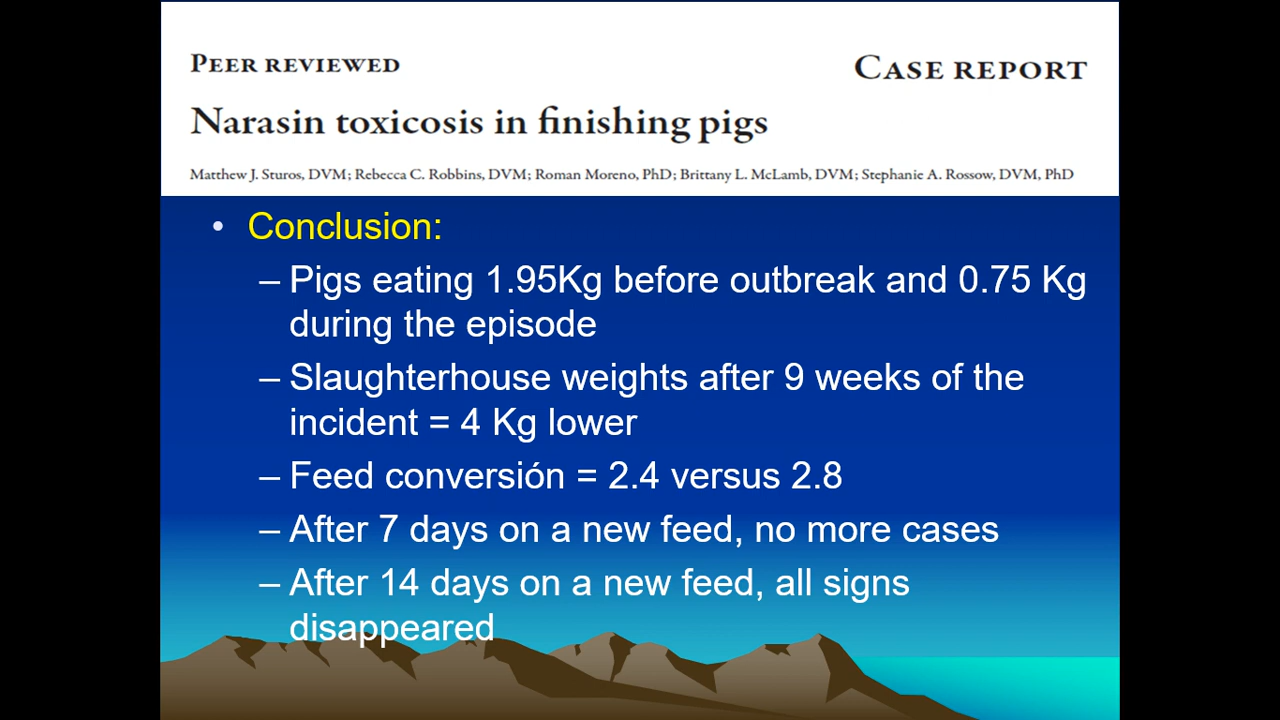 PEER REVIEWED
CASE REPORT
Narasin toxicosis in finishing pigs
Matthew J. Sturos, DVM; Rebecca C. Robbins, DVM; Roman Moreno, PhD; Brittany L. McLamb, DVM; Stephanie A. Rossow, DVM, PhD
• Conclusion:
– Pigs eating 1.95Kg before outbreak and 0.75 Kg
during the episode
– Slaughterhouse weights after 9 weeks of the
incident = 4 Kg lower
– Feed conversión = 2.4 versus 2.8
– After 7 days on a new feed, no more cases
– After 14 days on a new feed, all signs
disappeared